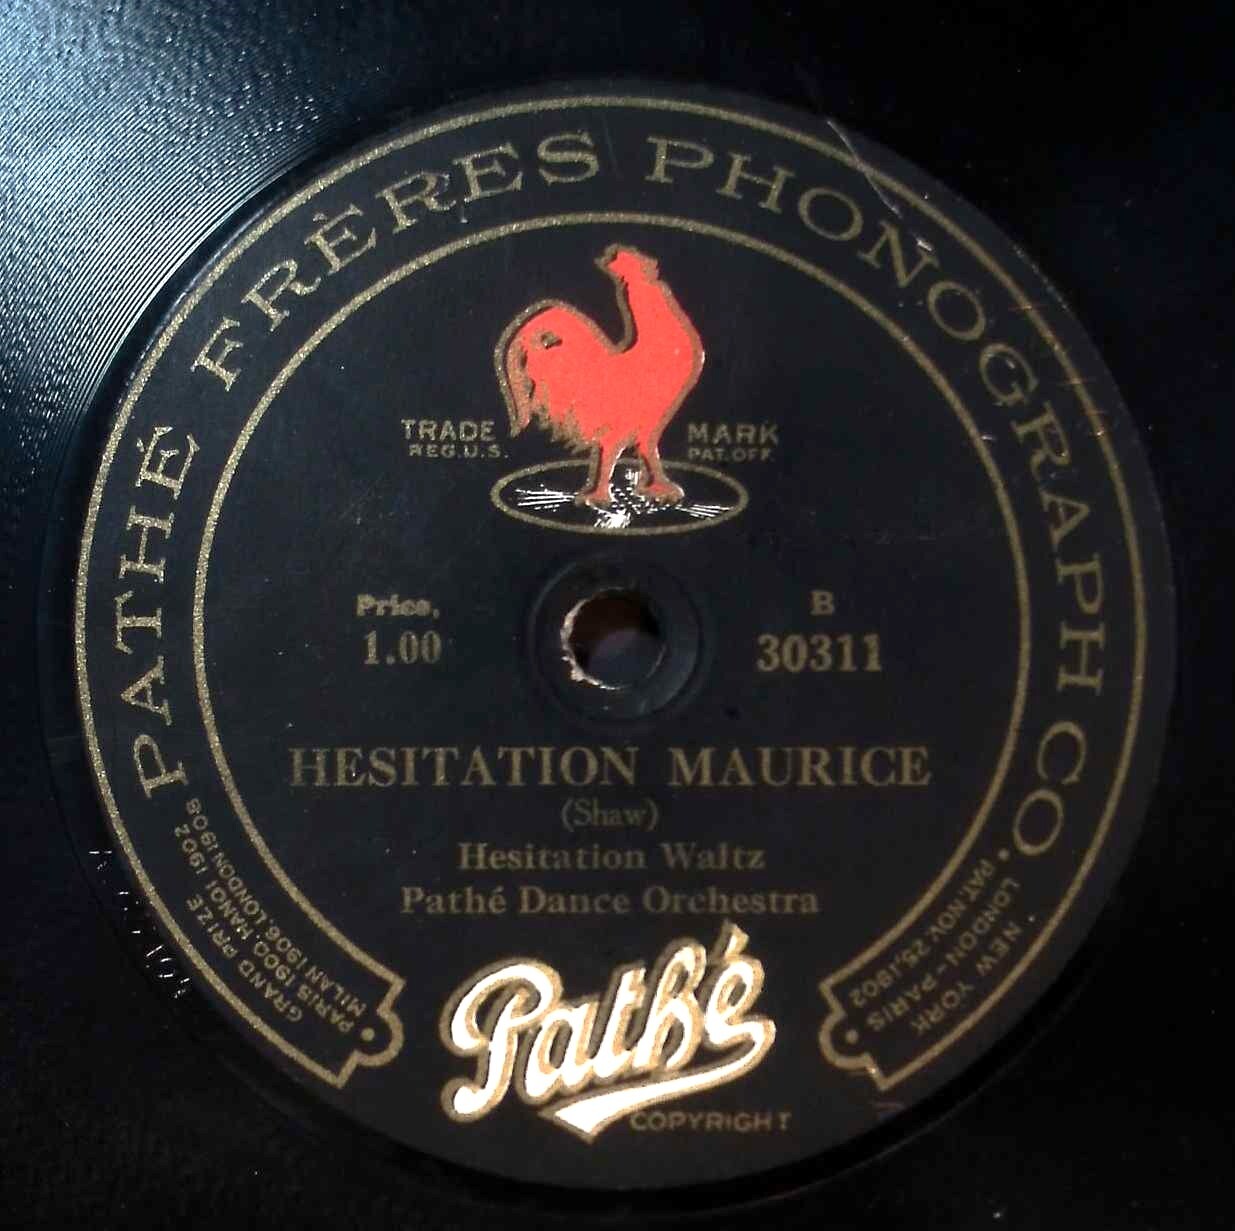 PATHÉ FRÈRES PHONOGRAPH CO
TRADE MARK
REG.U.S. PAT.OFF.
Price,
1.00
B
30311
HESITATION MAURICE
(Shaw)
Hesitation Waltz
Pathé Dance Orchestra
GRAND PRIZE
PARIS 1900, HANOI 1902
MILAN 1906, LONDON 1908
NEW YORK
LONDON - PARIS
• PAT. NOV. 25, 1902
Pathé
COPYRIGHT